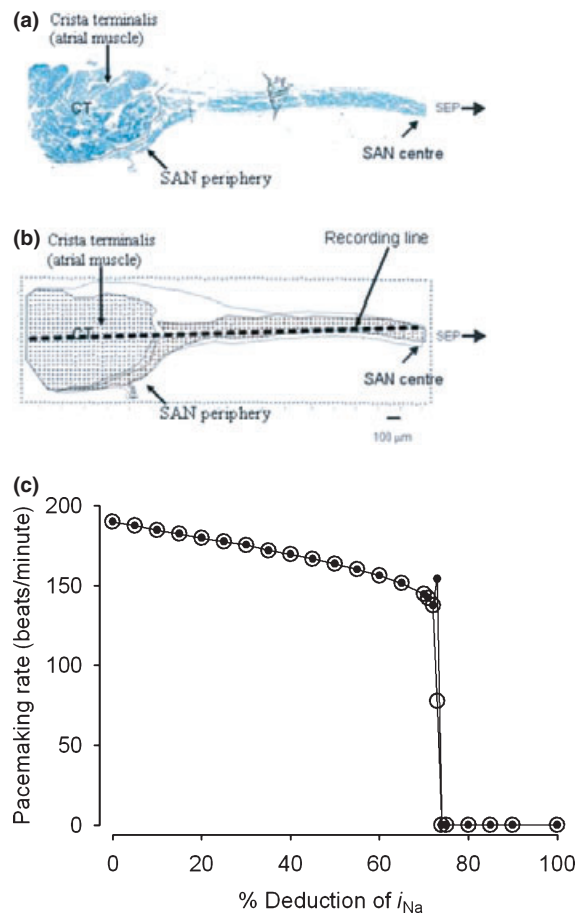 (a)
Crista terminalis
(atrial muscle)
CT
SEP
SAN centre
SAN periphery
(b)
Crista terminalis
(atrial muscle)
Recording line
CT
SEP
SAN centre
SAN periphery
100 µm
(c)
Pacemaking rate (beats/minute)
200
150
100
50
0
0 20 40 60 80 100
% Deduction of iNa